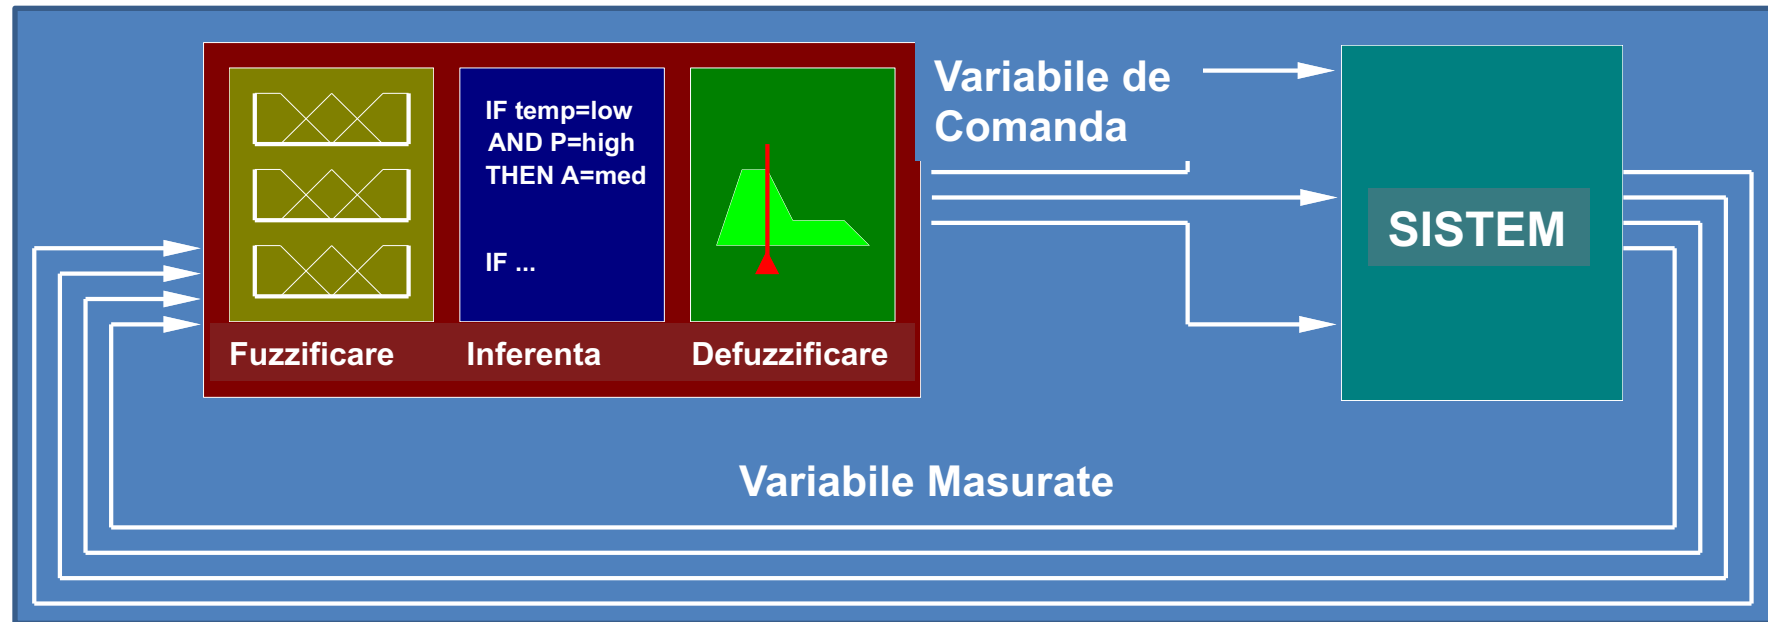 IF temp=low
AND P=high
THEN A=med
IF ...
Fuzzificare
Inferenta
Defuzzificare
Variabile de
Comanda
SISTEM
Variabile Masurate